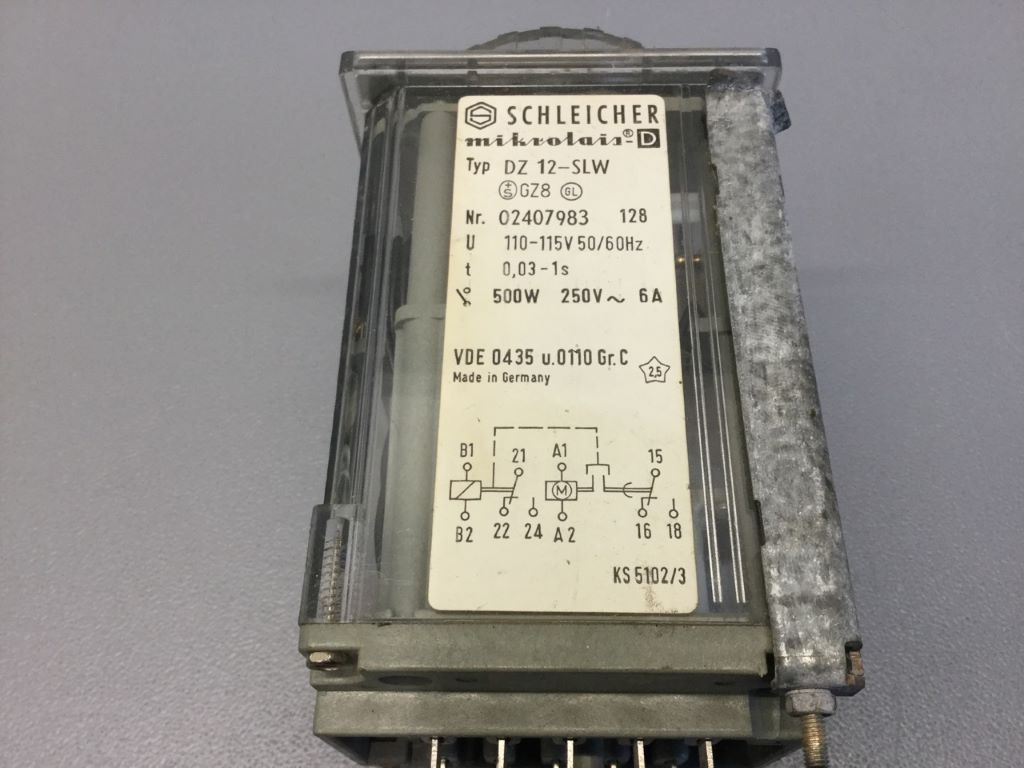 SCHLEICHER
mikrolais®-D
Typ DZ 12-SLW
GZ8 GL
Nr. 02407983 128
U 110-115V 50/60Hz
t 0,03-1s
500W 250V~ 6A
VDE 0435 u.0110 Gr.C
2,5
Made in Germany
B1 21 A1 15
M
B2 22 24 A2 16 18
KS 5102/3